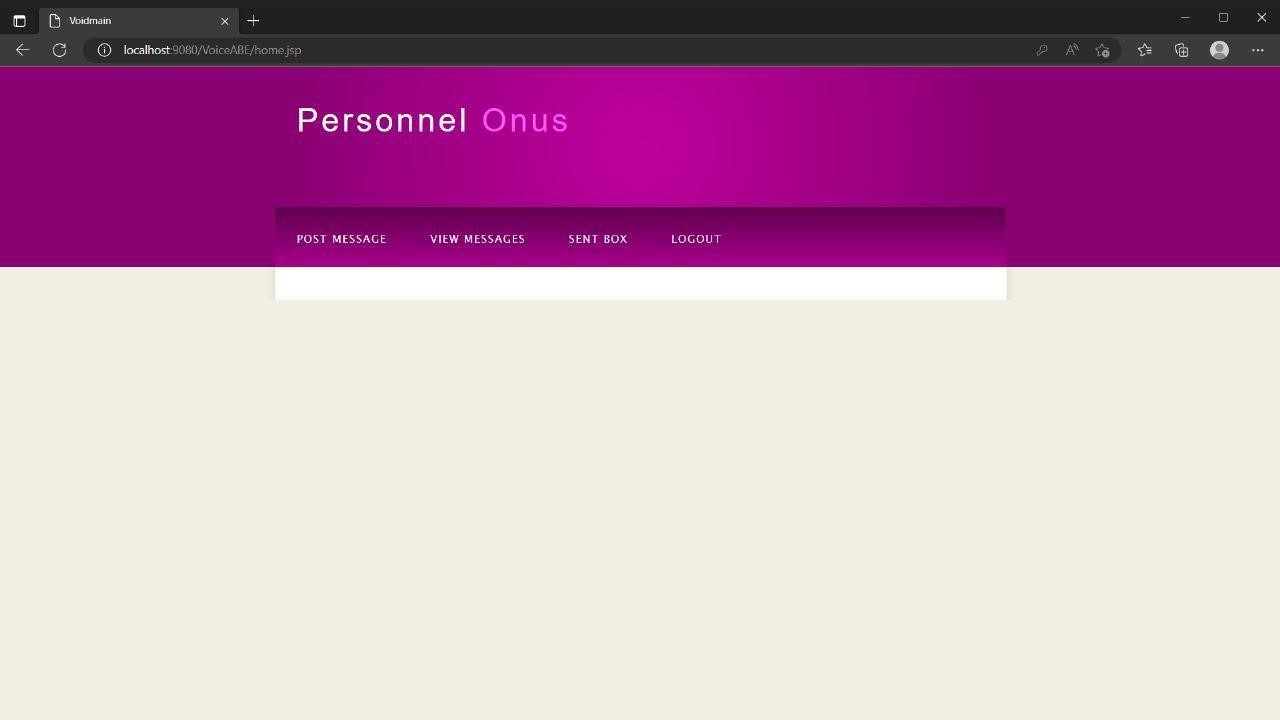 Voidmain
localhost:9080/VoiceABE/home.jsp
Personnel Onus
POST MESSAGE VIEW MESSAGES SENT BOX LOGOUT